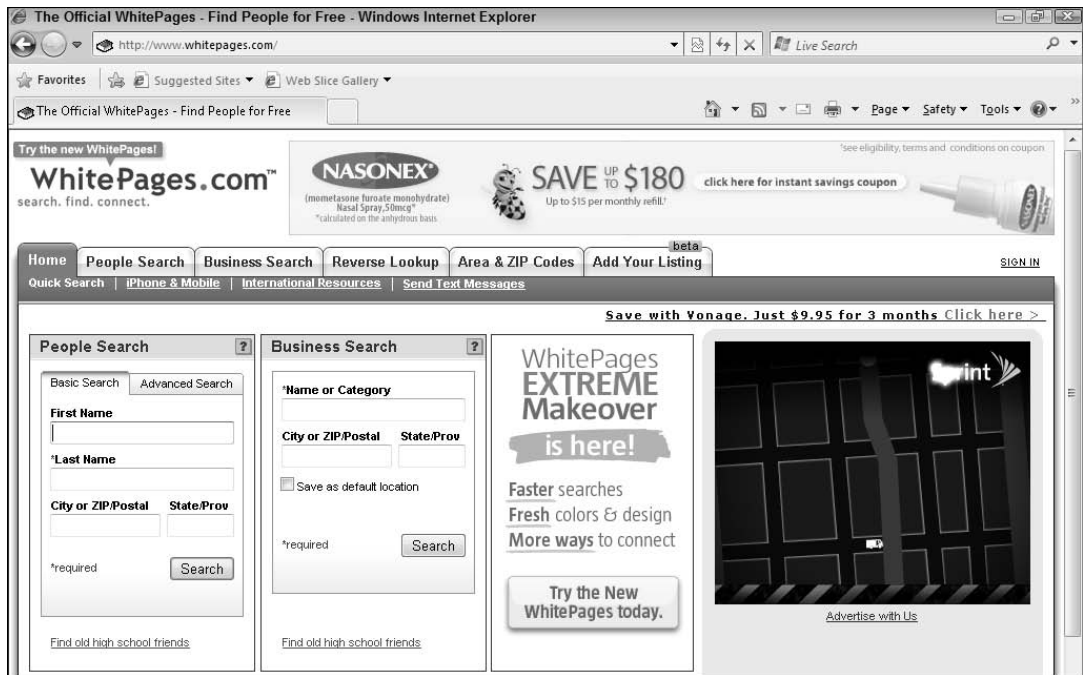 The Official WhitePages - Find People for Free - Windows Internet Explorer
http://www.whitepages.com/
Live Search
Favorites
Suggested Sites
Web Slice Gallery
The Official WhitePages - Find People for Free
Page
Safety
Tools
Try the new WhitePages!
WhitePages.com™
search. find. connect.
NASONEX®
(mometasone furoate monohydrate)
Nasal Spray, 50mcg*
*calculated on the anhydrous basis
SAVE UP TO $180
Up to $15 per monthly refill.†
†see eligibility, terms and conditions on coupon
click here for instant savings coupon
beta
Home
People Search
Business Search
Reverse Lookup
Area & ZIP Codes
Add Your Listing
SIGN IN
Quick Search | iPhone & Mobile | International Resources | Send Text Messages
Save with Vonage. Just $9.95 for 3 months Click here >
People Search ?
Basic Search
Advanced Search
First Name
*Last Name
City or ZIP/Postal
State/Prov
*required
Search
Find old high school friends
Business Search ?
*Name or Category
City or ZIP/Postal
State/Prov
Save as default location
*required
Search
Find old high school friends
WhitePages
EXTREME
Makeover
is here!
Faster searches
Fresh colors & design
More ways to connect
Try the New
WhitePages today.
Sprint
Advertise with Us